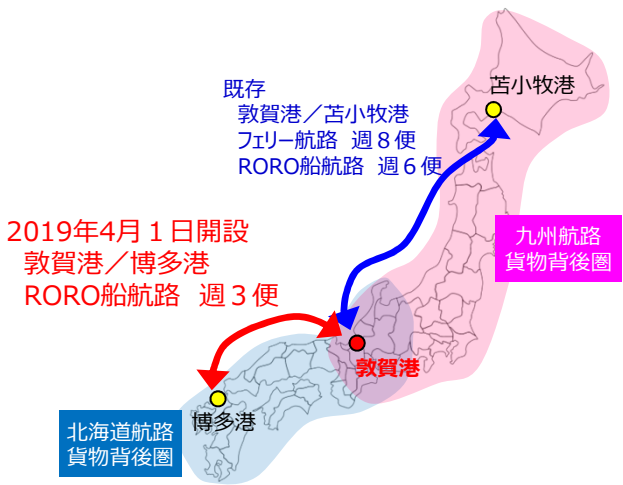 苫小牧港
既存
敦賀港／苫小牧港
フェリー航路 週８便
RORO船航路 週６便
2019年4月１日開設
敦賀港／博多港
RORO船航路 週３便
九州航路
貨物背後圏
敦賀港
博多港
北海道航路
貨物背後圏